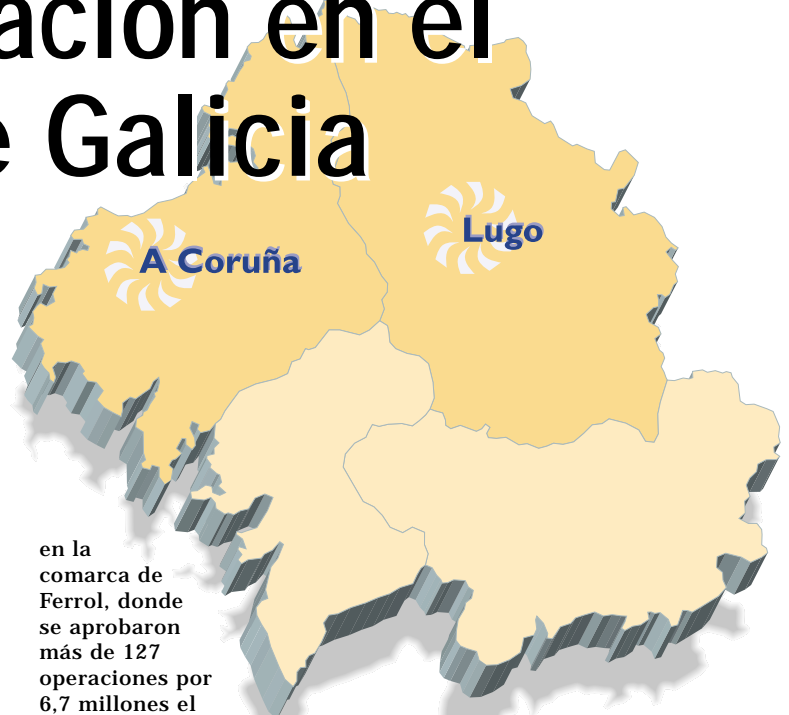 ación en el
e Galicia
Lugo
A Coruña
en la
comarca de
Ferrol, donde
se aprobaron
más de 127
operaciones por
6,7 millones el